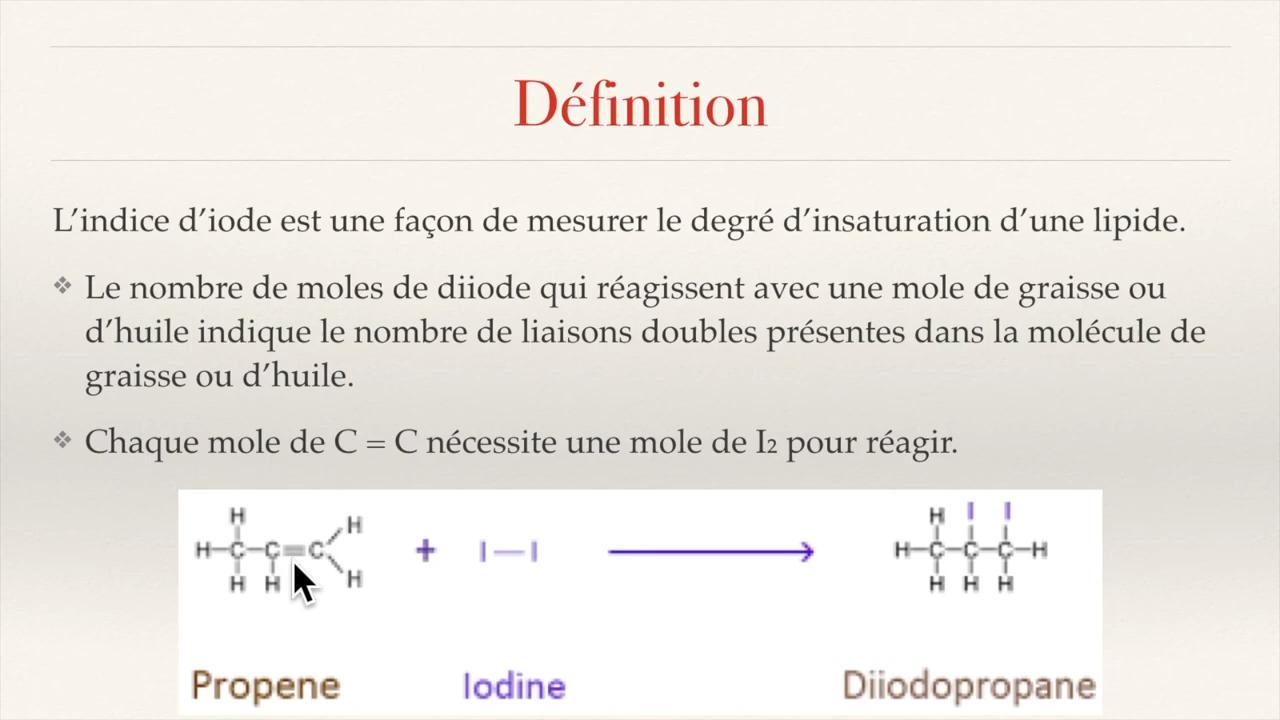 Définition
L’indice d’iode est une façon de mesurer le degré d’insaturation d’une lipide.
❖ Le nombre de moles de diiode qui réagissent avec une mole de graisse ou
d’huile indique le nombre de liaisons doubles présentes dans la molécule de
graisse ou d’huile.
❖ Chaque mole de C = C nécessite une mole de I₂ pour réagir.
H H H I I
H–C–C=C + I—I H–C–C–C–H
H H H H H H
Propene Iodine Diiodopropane